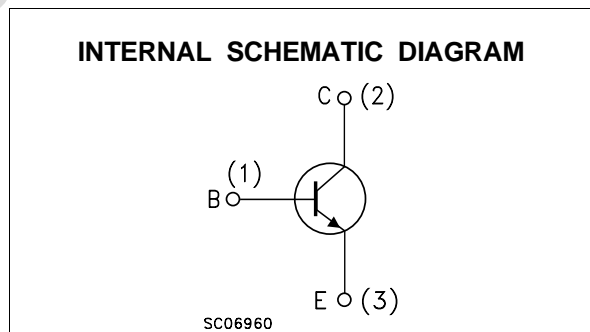 INTERNAL SCHEMATIC DIAGRAM
C (2)
(1)
B
E (3)
SC06960